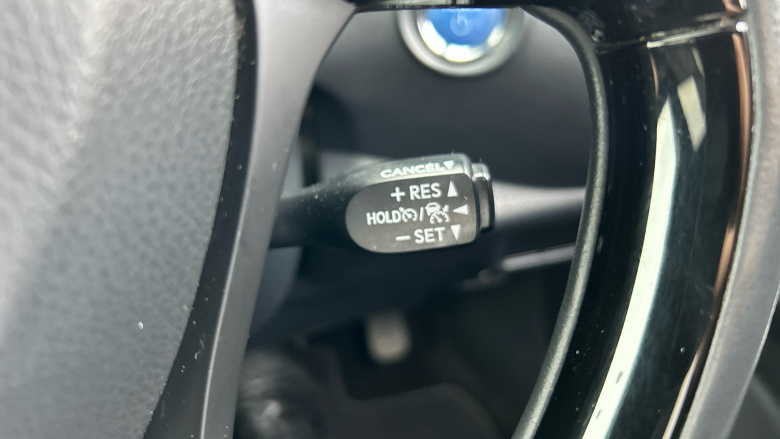 CANCEL▼
+RES▲
HOLD/◀
−SET▼